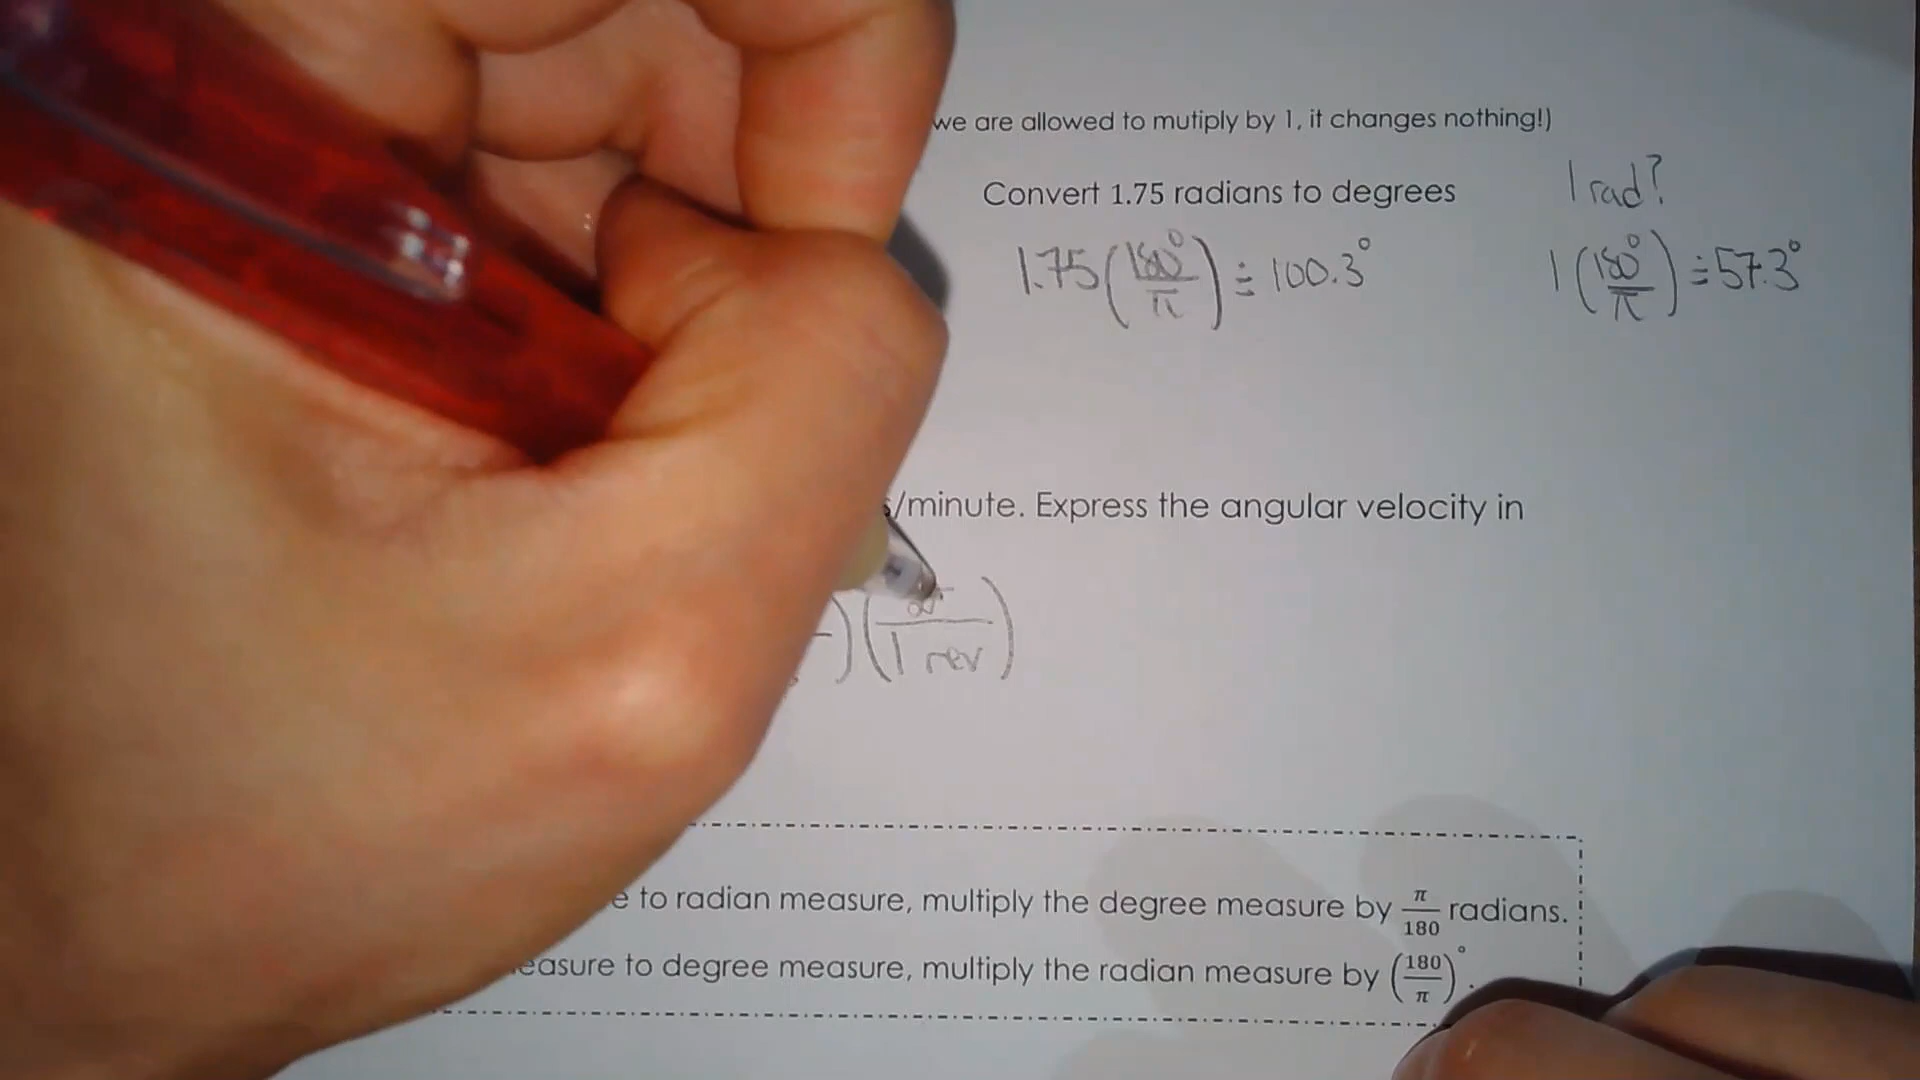 we are allowed to mutiply by 1, it changes nothing!)
Convert 1.75 radians to degrees
1 rad?
1.75(180°/π) ≐ 100.3°
1(180°/π) ≐ 57.3°
/minute. Express the angular velocity in
)(2π/1 rev)
e to radian measure, multiply the degree measure by π/180 radians.
easure to degree measure, multiply the radian measure by (180/π)°.